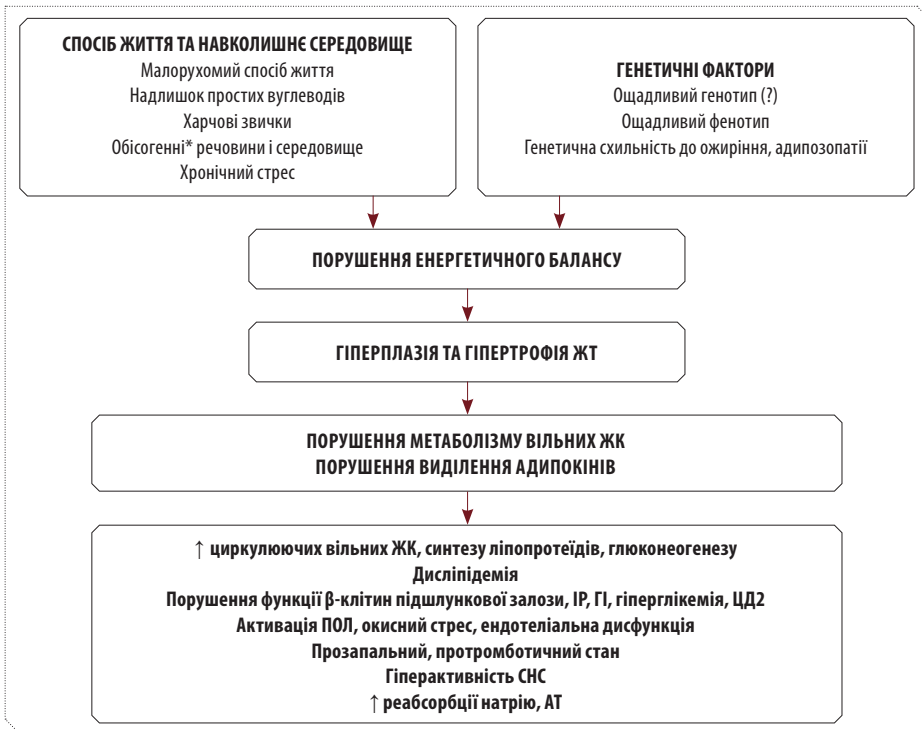 СПОСІБ ЖИТТЯ ТА НАВКОЛИШНЄ СЕРЕДОВИЩЕ
Малорухомий спосіб життя
Надлишок простих вуглеводів
Харчові звички
Обісогенні* речовини і середовище
Хронічний стрес
ГЕНЕТИЧНІ ФАКТОРИ
Ощадливий генотип (?)
Ощадливий фенотип
Генетична схильність до ожиріння, адипозопатії
ПОРУШЕННЯ ЕНЕРГЕТИЧНОГО БАЛАНСУ
ГІПЕРПЛАЗІЯ ТА ГІПЕРТРОФІЯ ЖТ
ПОРУШЕННЯ МЕТАБОЛІЗМУ ВІЛЬНИХ ЖК
ПОРУШЕННЯ ВИДІЛЕННЯ АДИПОКІНІВ
↑ циркулюючих вільних ЖК, синтезу ліпопротеїдів, глюконеогенезу
Дисліпідемія
Порушення функції β-клітин підшлункової залози, ІР, ГІ, гіперглікемія, ЦД2
Активація ПОЛ, окисний стрес, ендотеліальна дисфункція
Прозапальний, протромботичний стан
Гіперактивність СНС
↑ реабсорбції натрію, АТ